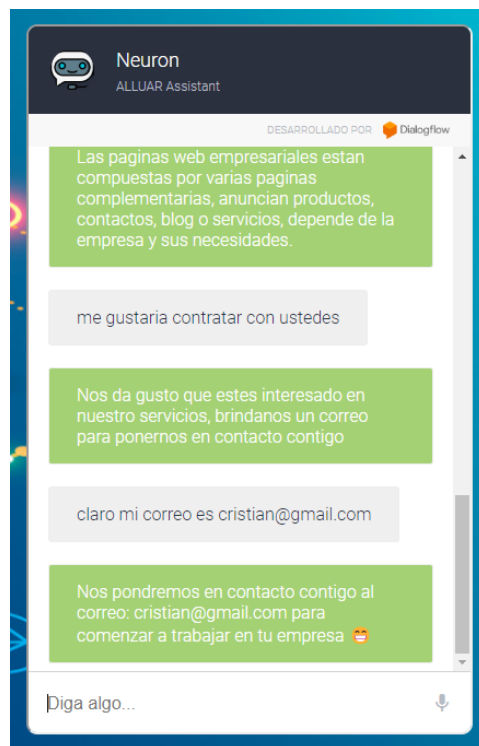 Neuron
ALLUAR Assistant
DESARROLLADO POR Dialogflow
Las paginas web empresariales estan
compuestas por varias paginas
complementarias, anuncian productos,
contactos, blog o servicios, depende de la
empresa y sus necesidades.
me gustaria contratar con ustedes
Nos da gusto que estes interesado en
nuestro servicios, brindanos un correo
para ponernos en contacto contigo
claro mi correo es cristian@gmail.com
Nos pondremos en contacto contigo al
correo: cristian@gmail.com para
comenzar a trabajar en tu empresa 😁
Diga algo...